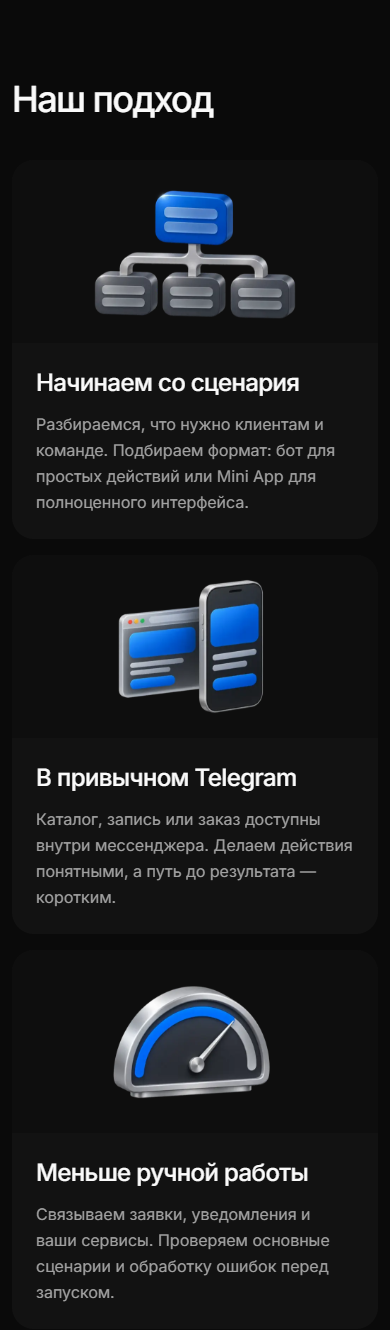 Наш подход
Начинаем со сценария
Разбираемся, что нужно клиентам и
команде. Подбираем формат: бот для
простых действий или Mini App для
полноценного интерфейса.
В привычном Telegram
Каталог, запись или заказ доступны
внутри мессенджера. Делаем действия
понятными, а путь до результата —
коротким.
Меньше ручной работы
Связываем заявки, уведомления и
ваши сервисы. Проверяем основные
сценарии и обработку ошибок перед
запуском.